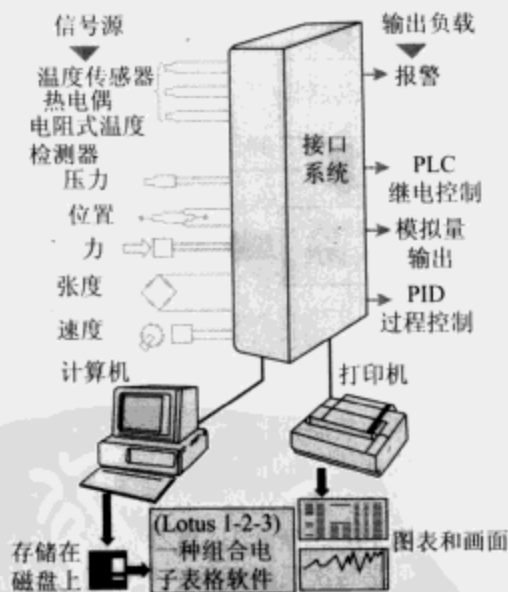 信号源
输出负载
温度传感器
热电偶
电阻式温度
检测器
压力
位置
力
张度
速度
接口
系统
报警
PLC
继电控制
模拟量
输出
PID
过程控制
计算机
打印机
存储在
磁盘上
(Lotus 1-2-3)
一种组合电
子表格软件
图表和画面